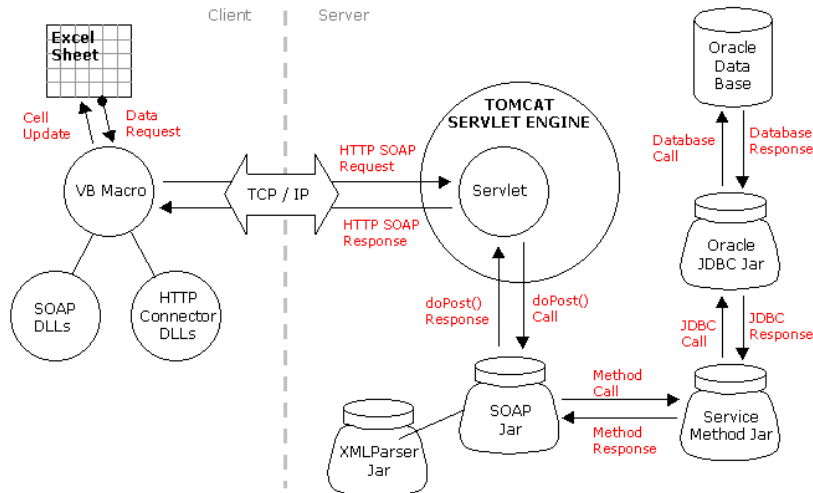 Client
Server
Excel
Sheet
Cell
Update
Data
Request
VB Macro
SOAP
DLLs
HTTP
Connector
DLLs
TCP / IP
HTTP SOAP
Request
HTTP SOAP
Response
TOMCAT
SERVLET ENGINE
Servlet
doPost()
Response
doPost()
Call
SOAP
Jar
XMLParser
Jar
Method
Call
Method
Response
Service
Method Jar
JDBC
Call
JDBC
Response
Oracle
JDBC Jar
Database
Call
Database
Response
Oracle
Data
Base